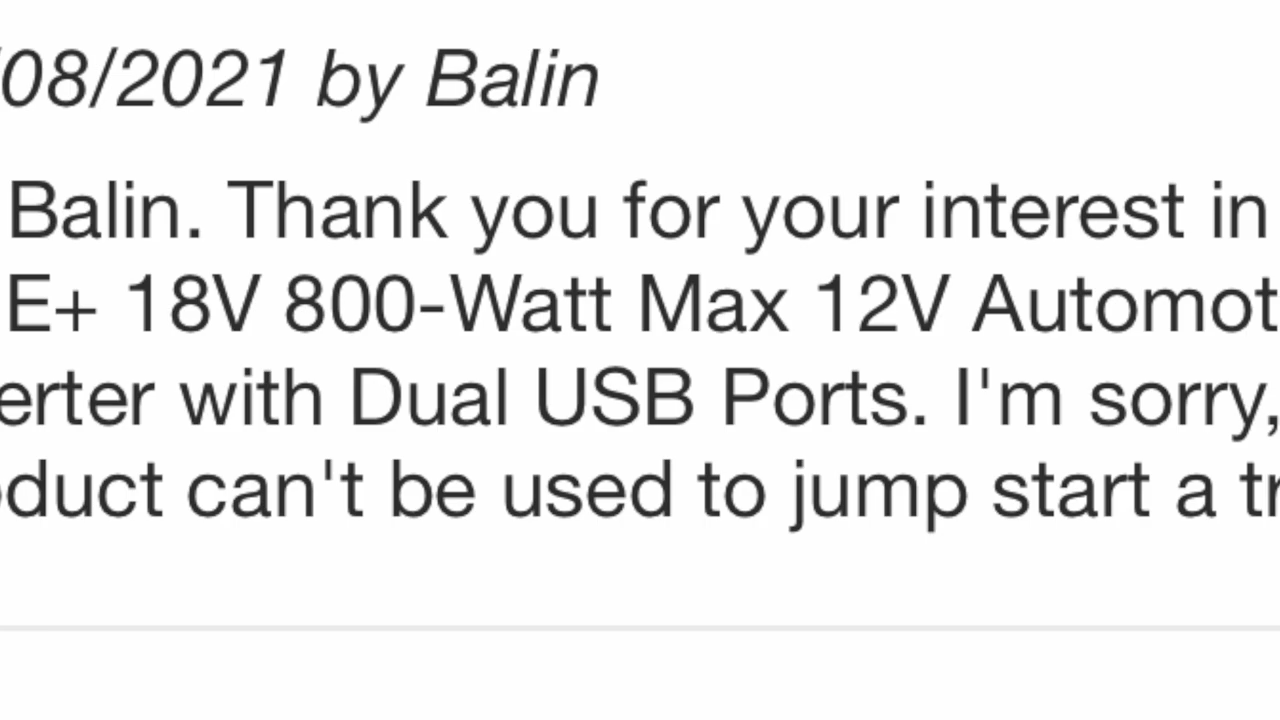 /08/2021 by Balin
Balin. Thank you for your interest in
E+ 18V 800-Watt Max 12V Automot
erter with Dual USB Ports. I'm sorry,
oduct can't be used to jump start a tr